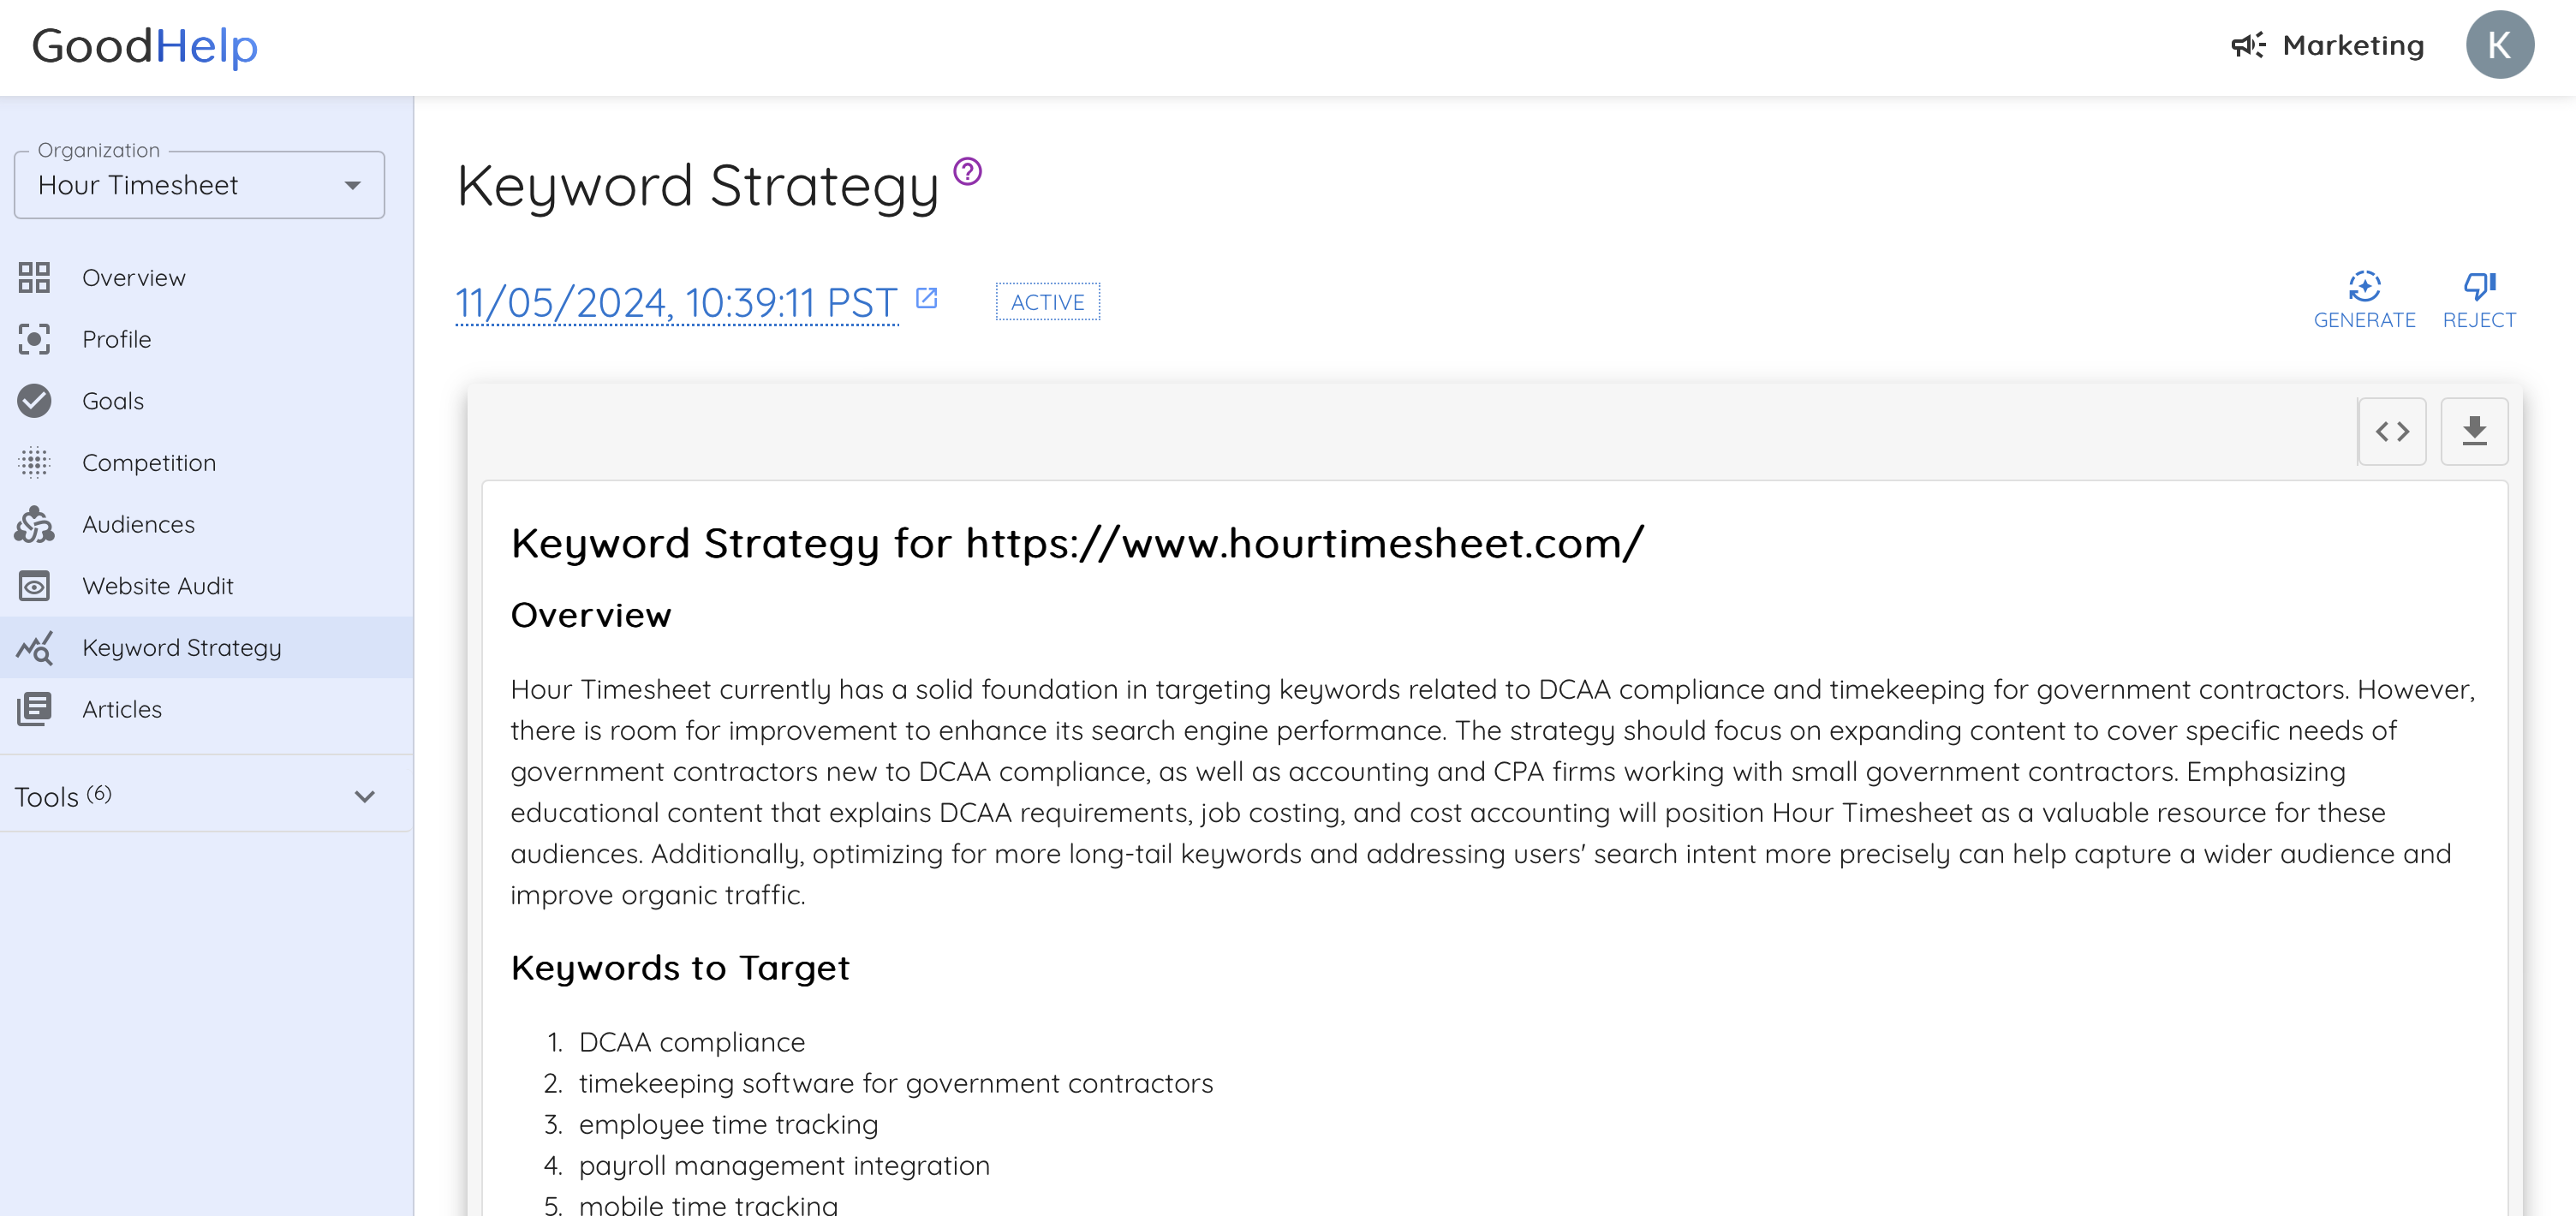 GoodHelp
Marketing
K
Organization
Hour Timesheet
Overview
Profile
Goals
Competition
Audiences
Website Audit
Keyword Strategy
Articles
Tools (6)
Keyword Strategy
?
11/05/2024, 10:39:11 PST
ACTIVE
GENERATE
REJECT
Keyword Strategy for https://www.hourtimesheet.com/
Overview
Hour Timesheet currently has a solid foundation in targeting keywords related to DCAA compliance and timekeeping for government contractors. However,
there is room for improvement to enhance its search engine performance. The strategy should focus on expanding content to cover specific needs of
government contractors new to DCAA compliance, as well as accounting and CPA firms working with small government contractors. Emphasizing
educational content that explains DCAA requirements, job costing, and cost accounting will position Hour Timesheet as a valuable resource for these
audiences. Additionally, optimizing for more long-tail keywords and addressing users' search intent more precisely can help capture a wider audience and
improve organic traffic.
Keywords to Target
1. DCAA compliance
2. timekeeping software for government contractors
3. employee time tracking
4. payroll management integration
5. mobile time tracking